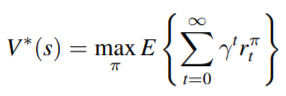 V*(s) = max_π E { ∑_{t=0}^{∞} γ^t r_t^π }